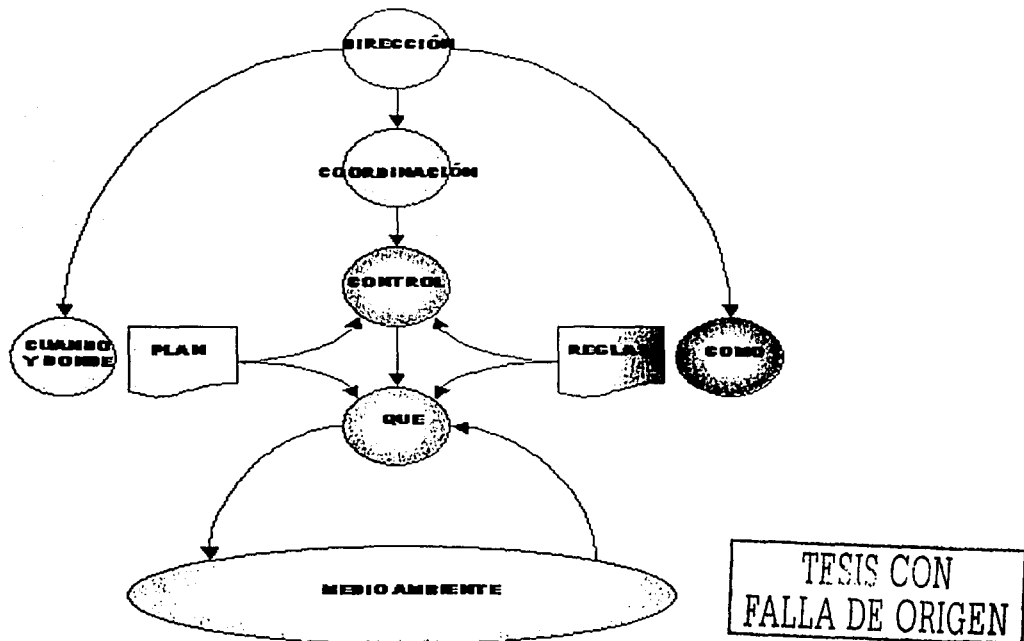 DIRECCIÓN
COORDINACIÓN
CONTROL
CUANDO
Y DONDE
PLAN
REGLAS
COMO
QUE
MEDIO AMBIENTE
TESIS CON
FALLA DE ORIGEN